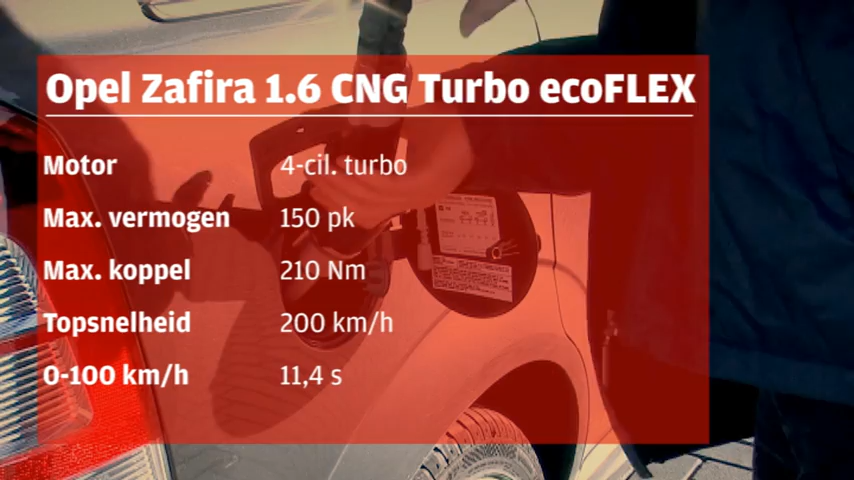 Opel Zafira 1.6 CNG Turbo ecoFLEX
Motor 4-cil. turbo
Max. vermogen 150 pk
Max. koppel 210 Nm
Topsnelheid 200 km/h
0-100 km/h 11,4 s